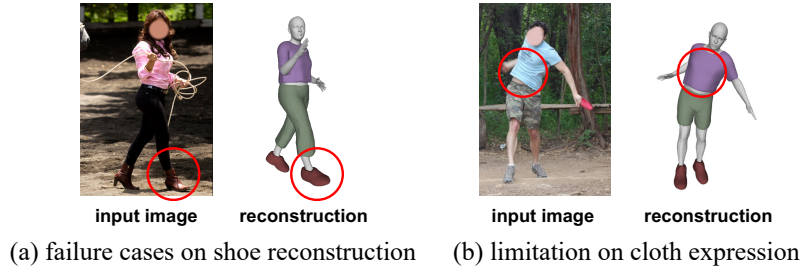 input image
reconstruction
input image
reconstruction
(a) failure cases on shoe reconstruction
(b) limitation on cloth expression